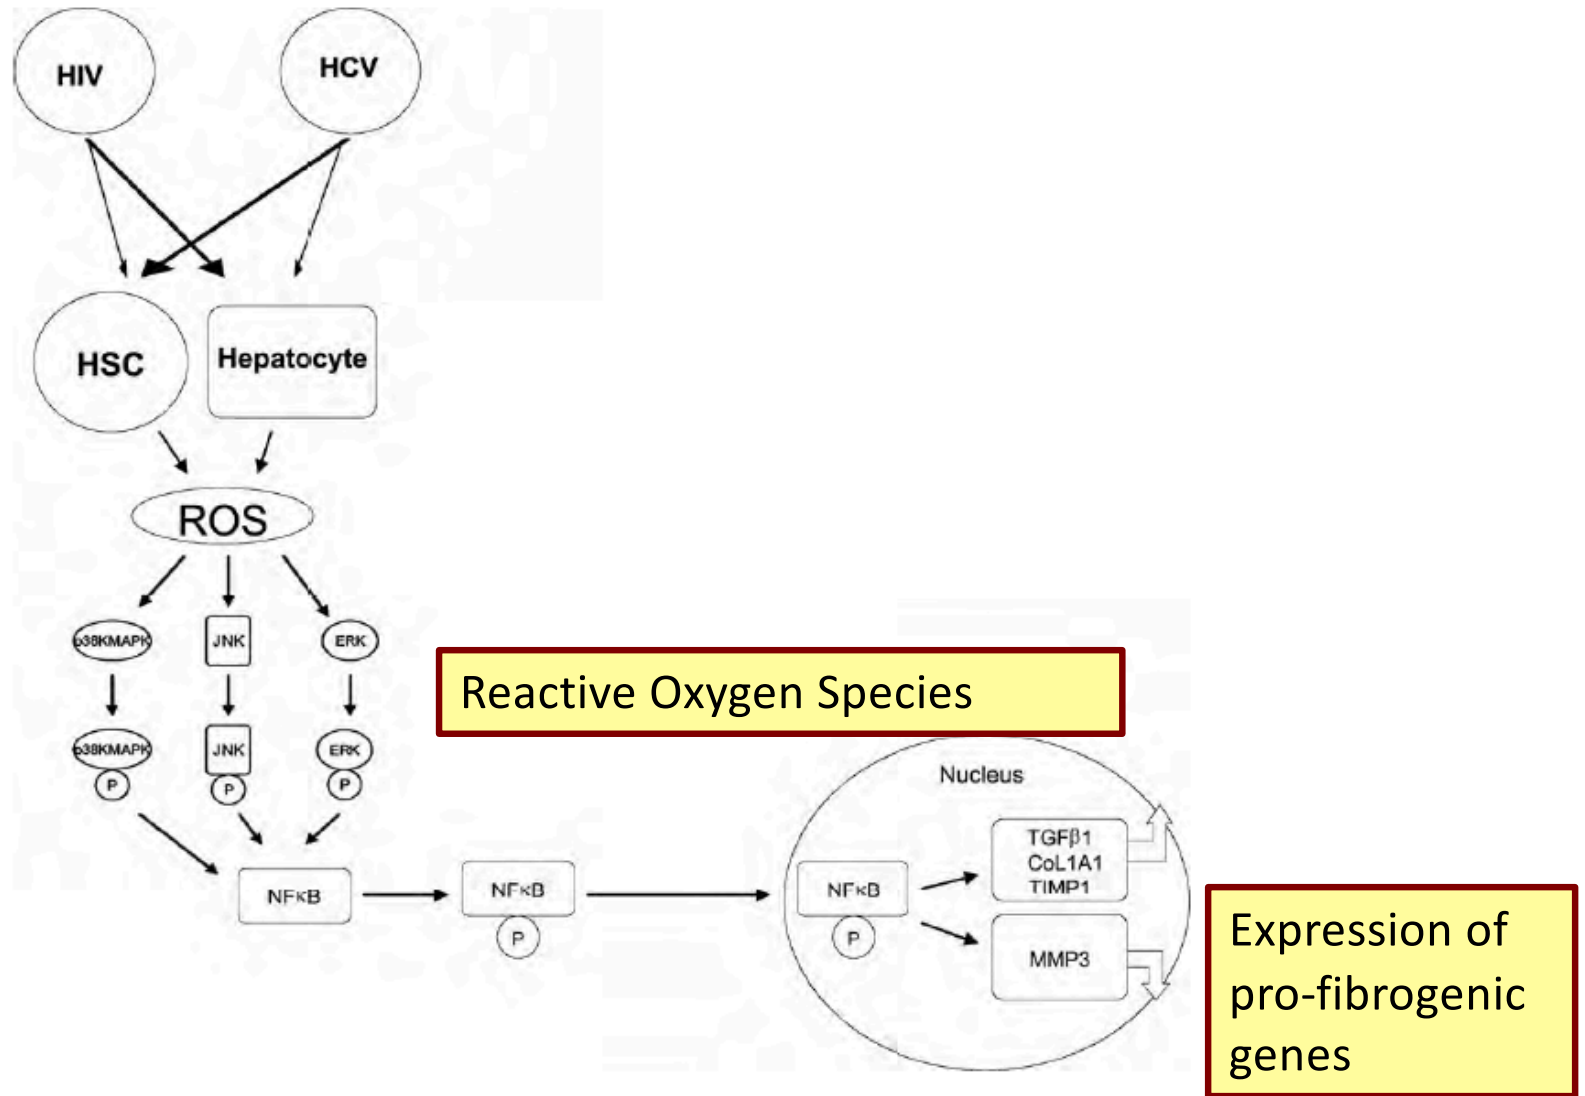 HIV
HCV
HSC
Hepatocyte
ROS
p38KMAPK
JNK
ERK
Reactive Oxygen Species
p38KMAPK
JNK
ERK
P
P
P
Nucleus
TGFβ1
CoL1A1
TIMP1
NFκB
NFκB
P
NFκB
P
MMP3
Expression of
pro-fibrogenic
genes